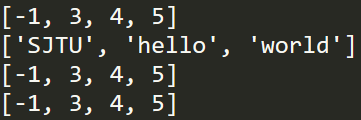 [-1, 3, 4, 5]
['SJTU', 'hello', 'world']
[-1, 3, 4, 5]
[-1, 3, 4, 5]